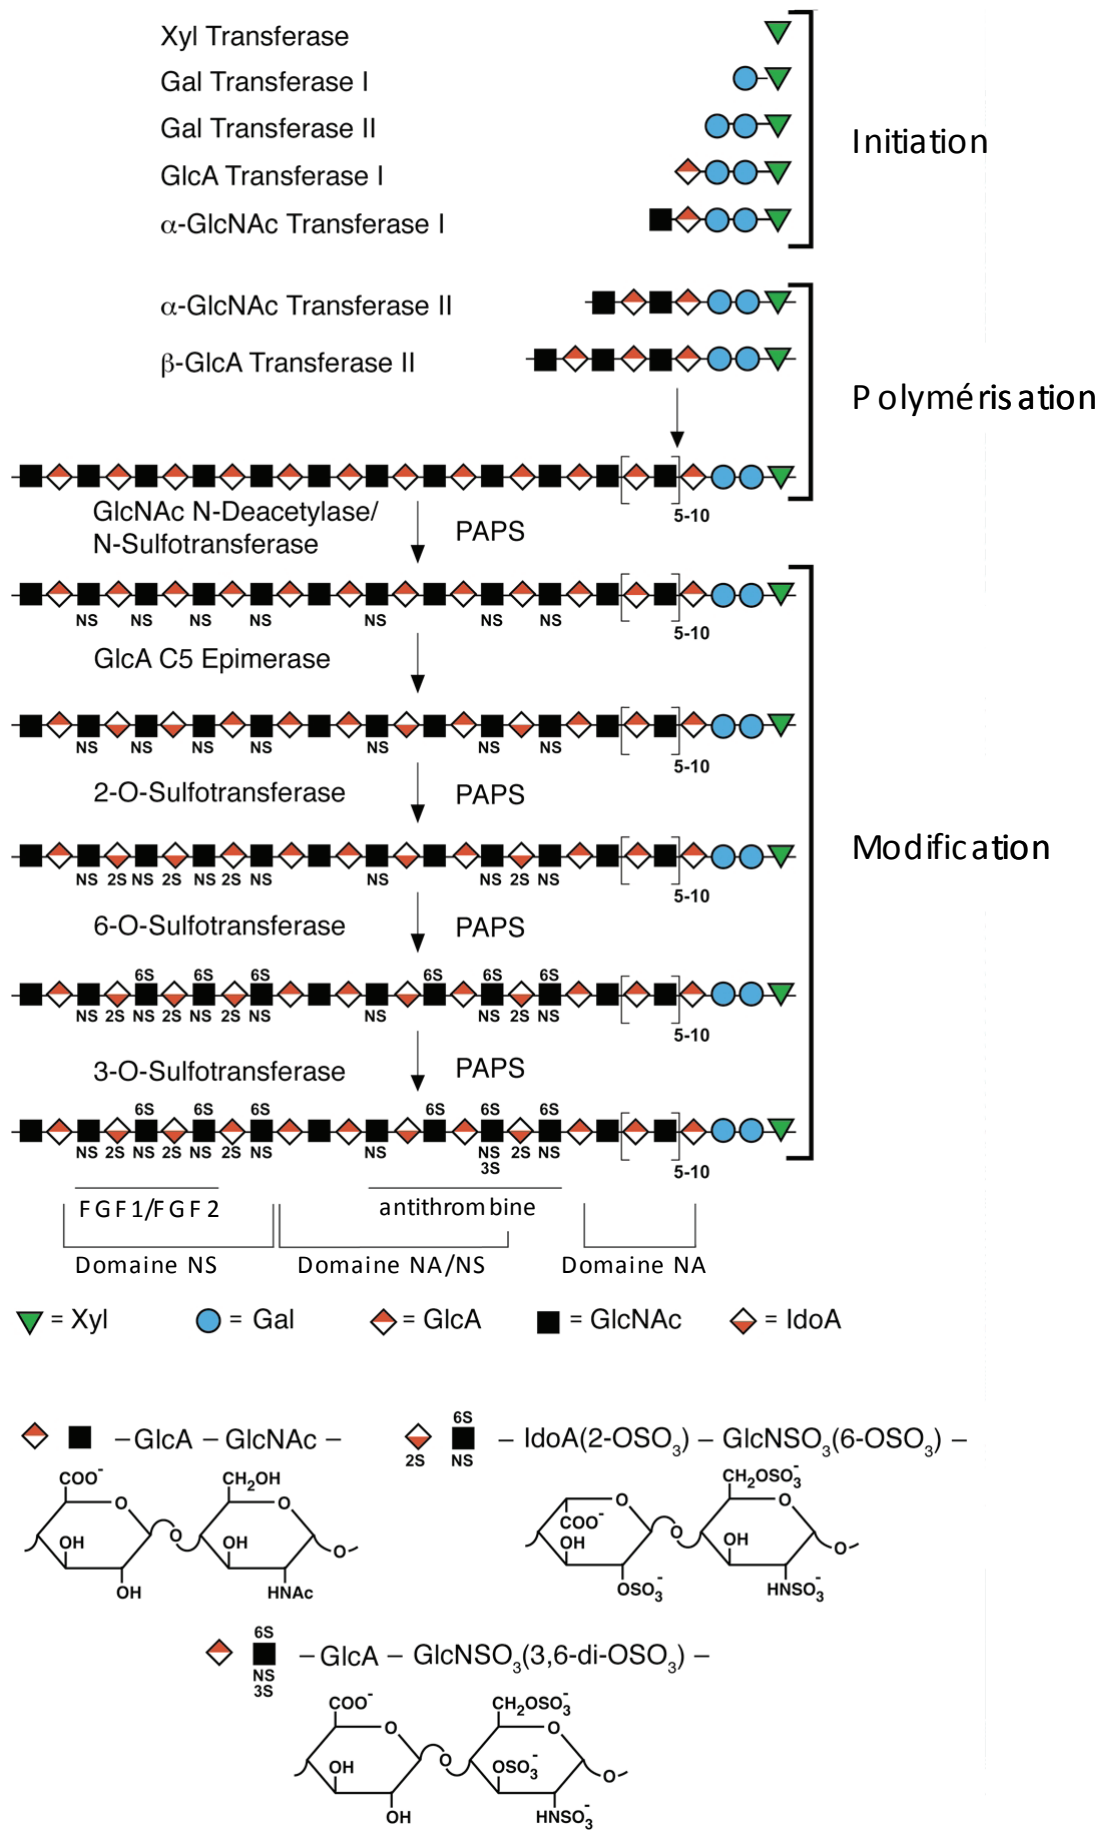 Xyl Transferase
Gal Transferase I
Gal Transferase II
GlcA Transferase I
α-GlcNAc Transferase I
Initiation
α-GlcNAc Transferase II
β-GlcA Transferase II
Polymérisation
5-10
GlcNAc N-Deacetylase/
N-Sulfotransferase
PAPS
NS NS NS NS NS NS NS
5-10
GlcA C5 Epimerase
NS NS NS NS NS NS NS
5-10
2-O-Sulfotransferase
PAPS
Modification
NS 2S NS 2S NS 2S NS NS NS 2S NS
5-10
6-O-Sulfotransferase
PAPS
6S 6S 6S 6S 6S 6S
NS 2S NS 2S NS 2S NS NS NS 2S NS
5-10
3-O-Sulfotransferase
PAPS
6S 6S 6S 6S 6S 6S
NS 2S NS 2S NS 2S NS NS NS 2S NS
3S
5-10
FGF1/FGF2
antithrombine
Domaine NS
Domaine NA/NS
Domaine NA
= Xyl
= Gal
= GlcA
= GlcNAc
= IdoA
–GlcA – GlcNAc –
6S
2S NS
– IdoA(2-OSO3) – GlcNSO3(6-OSO3) –
COO-
O
OH
OH
O
CH2OH
O
OH
HNAc
O
O
COO-
OH
OSO3-
O
CH2OSO3-
O
OH
HNSO3-
O
6S
NS
3S
– GlcA – GlcNSO3(3,6-di-OSO3) –
COO-
O
OH
OH
O
CH2OSO3-
O
OSO3-
HNSO3-
O